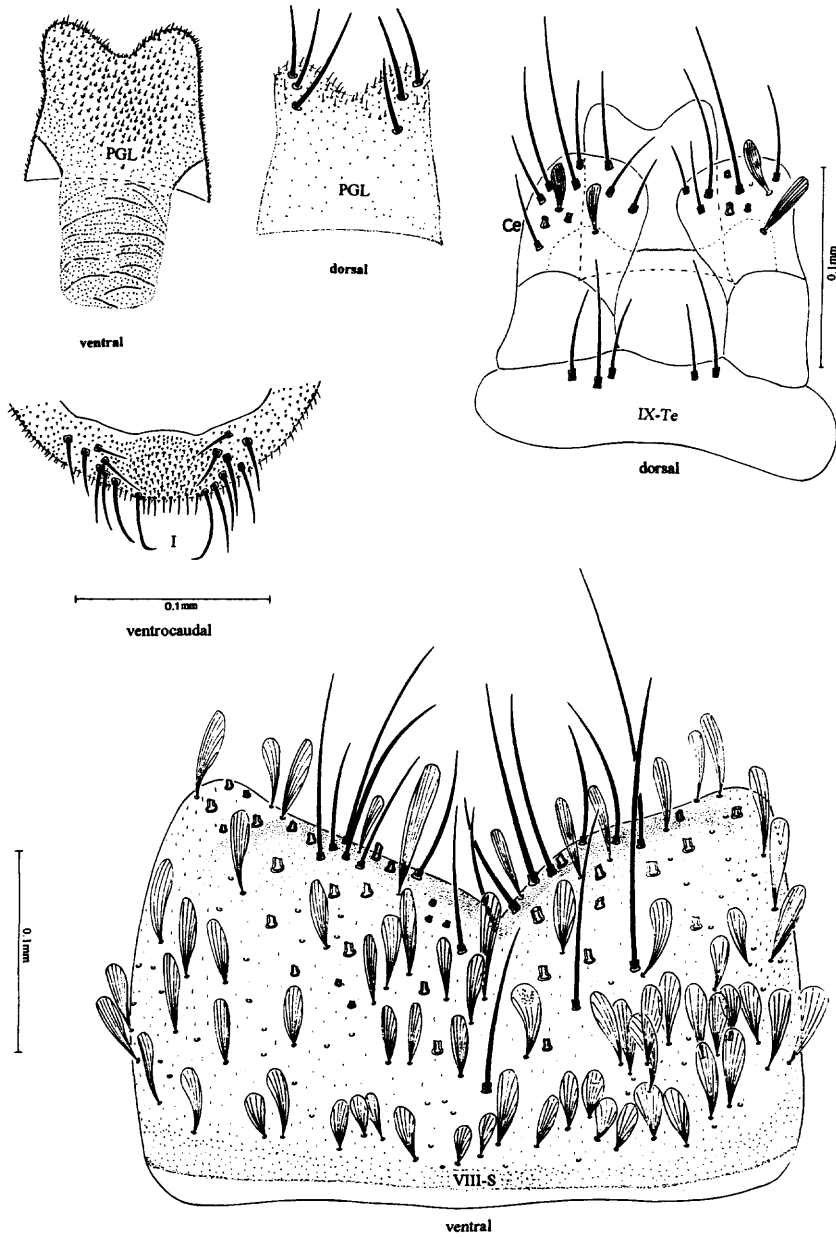 PGL
ventral
PGL
dorsal
Ce
0.1mm
IX-Te
dorsal
I
0.1mm
ventrocaudal
0.1mm
VIII-S
ventral